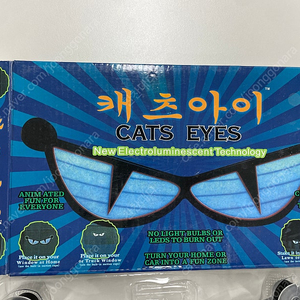 캐츠아이
™
CATS EYES
New Electroluminescent Technology
ANIMATED
FUN FOR
EVERYONE
NO LIGHT BULBS OR
LEDS TO BURN OUT
Place it on your
Window at Home
Place it on your
or Truck Window
TURN YOUR HOME OR
CAR INTO A FUN ZONE